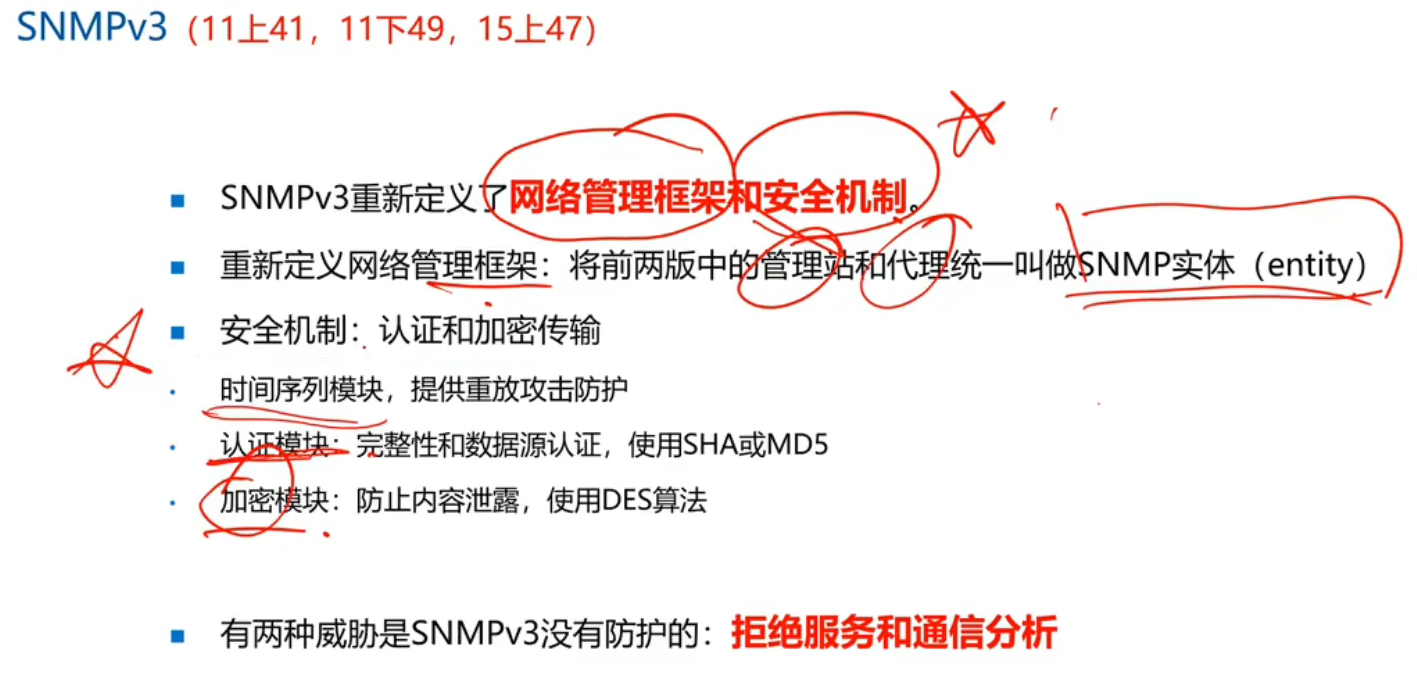 SNMPv3（11上41，11下49，15上47）
■ SNMPv3重新定义了网络管理框架和安全机制。
■ 重新定义网络管理框架：将前两版中的管理站和代理统一叫做SNMP实体（entity）
■ 安全机制：认证和加密传输
· 时间序列模块，提供重放攻击防护
· 认证模块：完整性和数据源认证，使用SHA或MD5
· 加密模块：防止内容泄露，使用DES算法
■ 有两种威胁是SNMPv3没有防护的：拒绝服务和通信分析